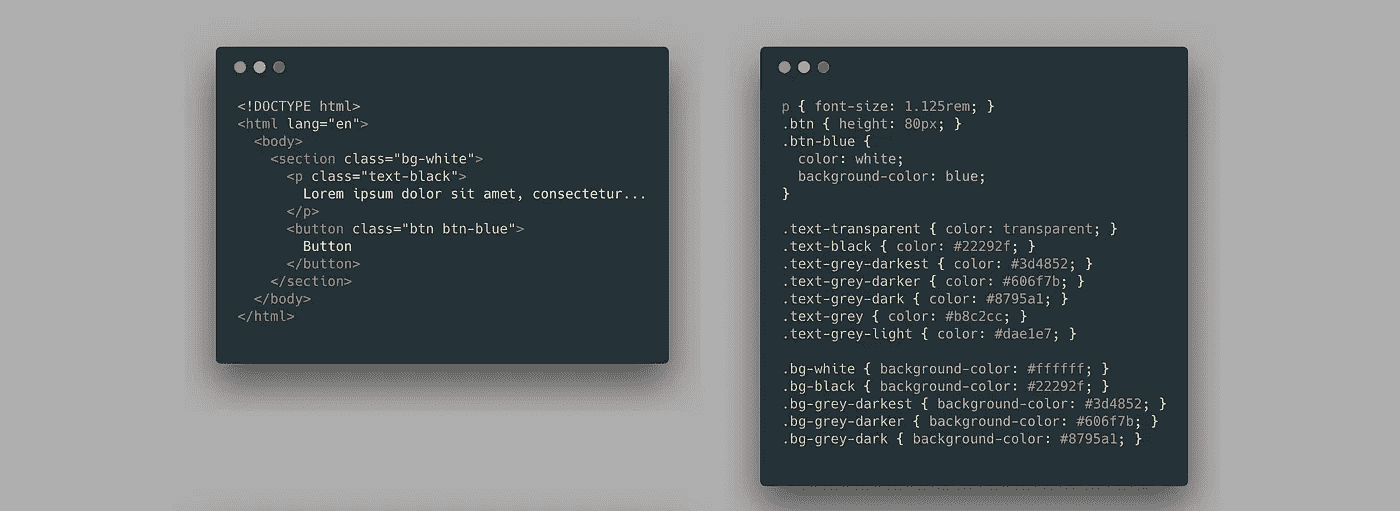 <!DOCTYPE html>
<html lang="en">
  <body>
    <section class="bg-white">
      <p class="text-black">
        Lorem ipsum dolor sit amet, consectetur...
      </p>
      <button class="btn btn-blue">
        Button
      </button>
    </section>
  </body>
</html>
p { font-size: 1.125rem; }
.btn { height: 80px; }
.btn-blue {
  color: white;
  background-color: blue;
}
.text-transparent { color: transparent; }
.text-black { color: #22292f; }
.text-grey-darkest { color: #3d4852; }
.text-grey-darker { color: #606f7b; }
.text-grey-dark { color: #8795a1; }
.text-grey { color: #b8c2cc; }
.text-grey-light { color: #dae1e7; }
.bg-white { background-color: #ffffff; }
.bg-black { background-color: #22292f; }
.bg-grey-darkest { background-color: #3d4852; }
.bg-grey-darker { background-color: #606f7b; }
.bg-grey-dark { background-color: #8795a1; }